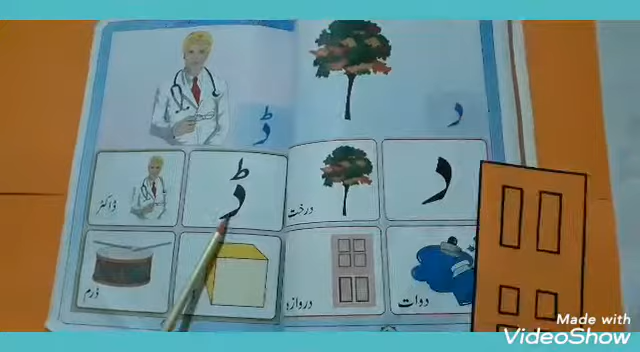 د
ڈ
د
درخت
ڈ
ڈاکٹر
دوات
دروازہ
ڈرم
Made with
VideoShow